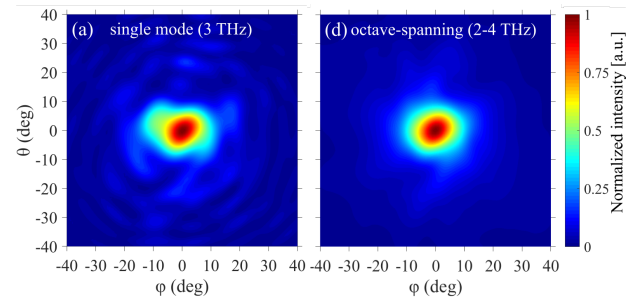 (a) single mode (3 THz)
(d) octave-spanning (2-4 THz)
θ (deg)
40
30
20
10
0
-10
-20
-30
-40
-40 -30 -20 -10 0 10 20 30 40
φ (deg)
-40 -30 -20 -10 0 10 20 30 40
φ (deg)
1
0.75
0.5
0.25
0
Normalized intensity [a.u.]